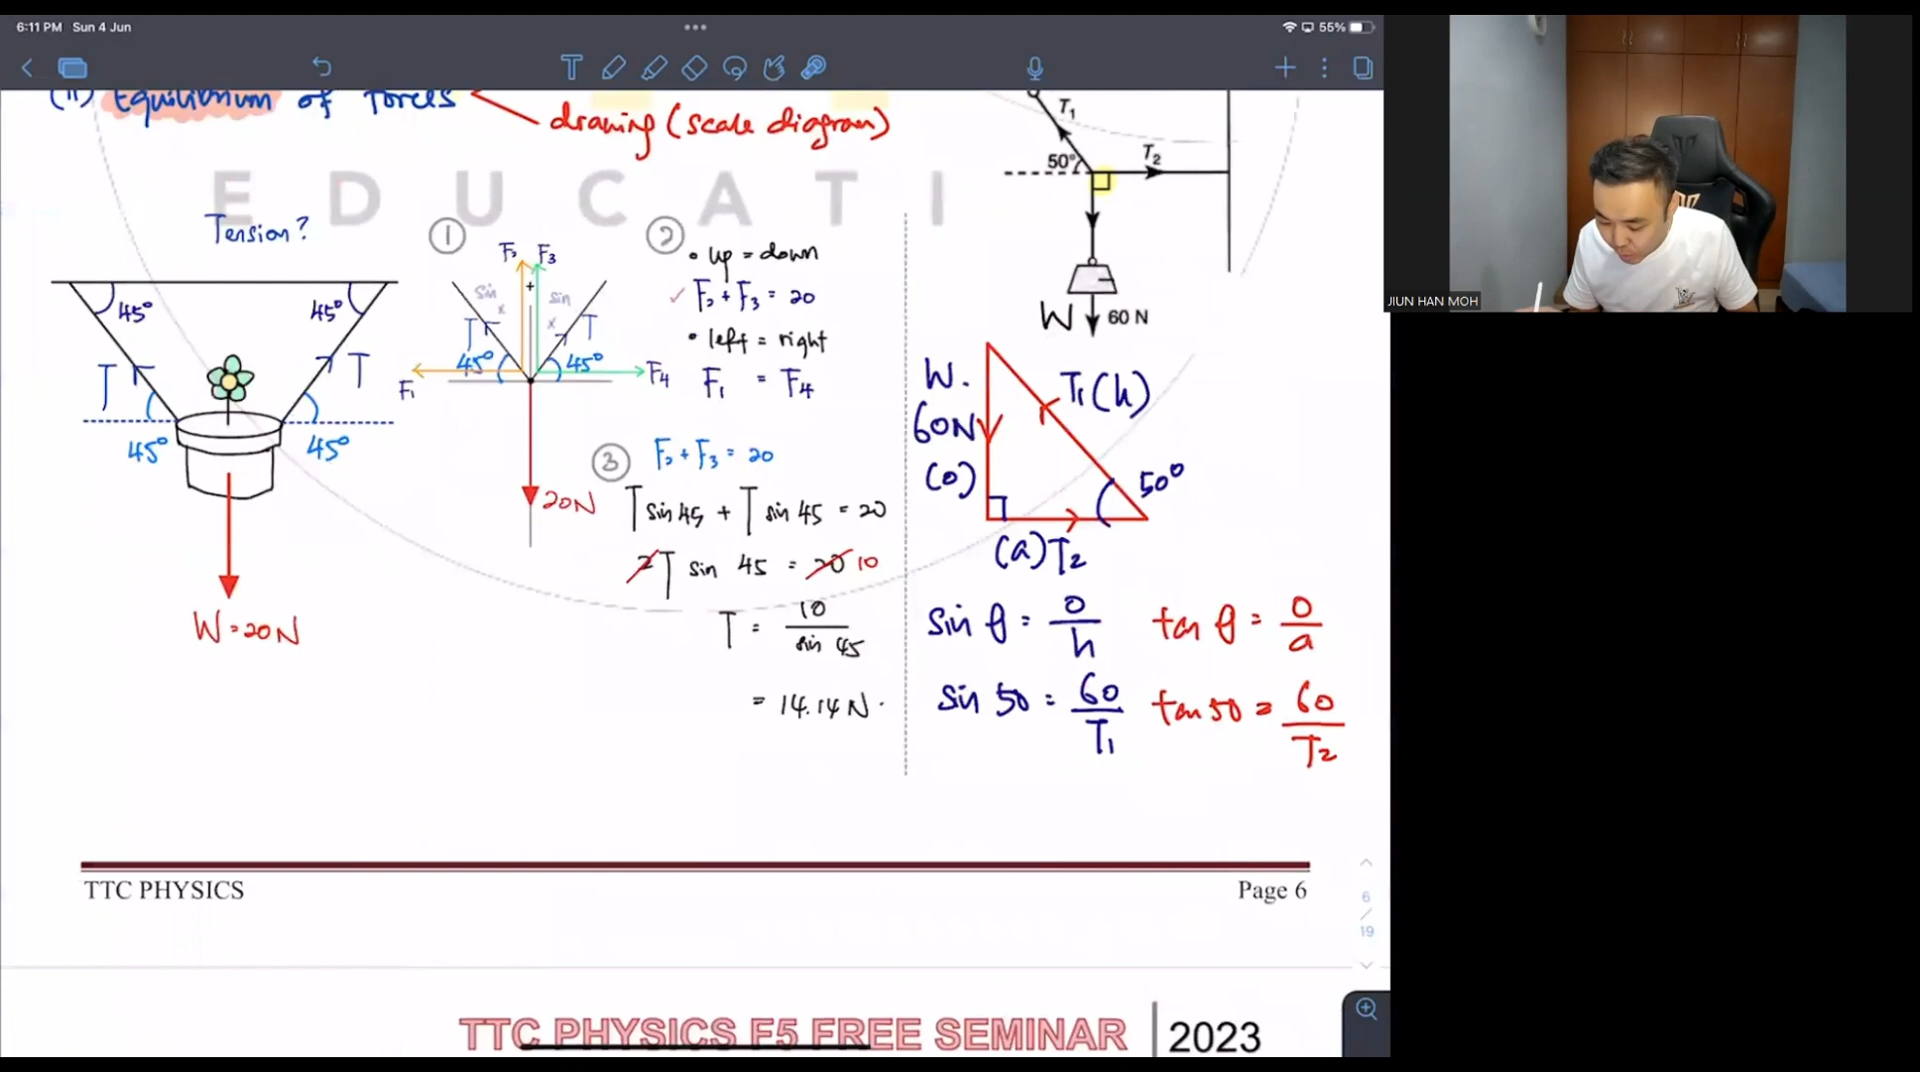 6:11 PM Sun 4 Jun
55%
(ii) Equilibrium of forces
drawing (scale diagram)
EDUCATI
Tension?
45°
45°
T
T
45°
45°
W = 20N
①
F₂ F₃
+
sin
sin
x
x
T
T
45°
45°
F₁
F₄
20N
②
• up = down
✓ F₂ + F₃ = 20
• left = right
F₁ = F₄
③ F₂ + F₃ = 20
T sin 45 + T sin 45 = 20
2T sin 45 = 20 10
T = 10 / sin 45
= 14.14 N.
T₁
50°
T₂
W
60 N
W.
60N
(o)
T₁(h)
50°
(a) T₂
sin θ = o / h
tan θ = o / a
sin 50 = 60 / T₁
tan 50 = 60 / T₂
TTC PHYSICS
Page 6
6
/
19
TTC PHYSICS F5 FREE SEMINAR | 2023
JIUN HAN MOH